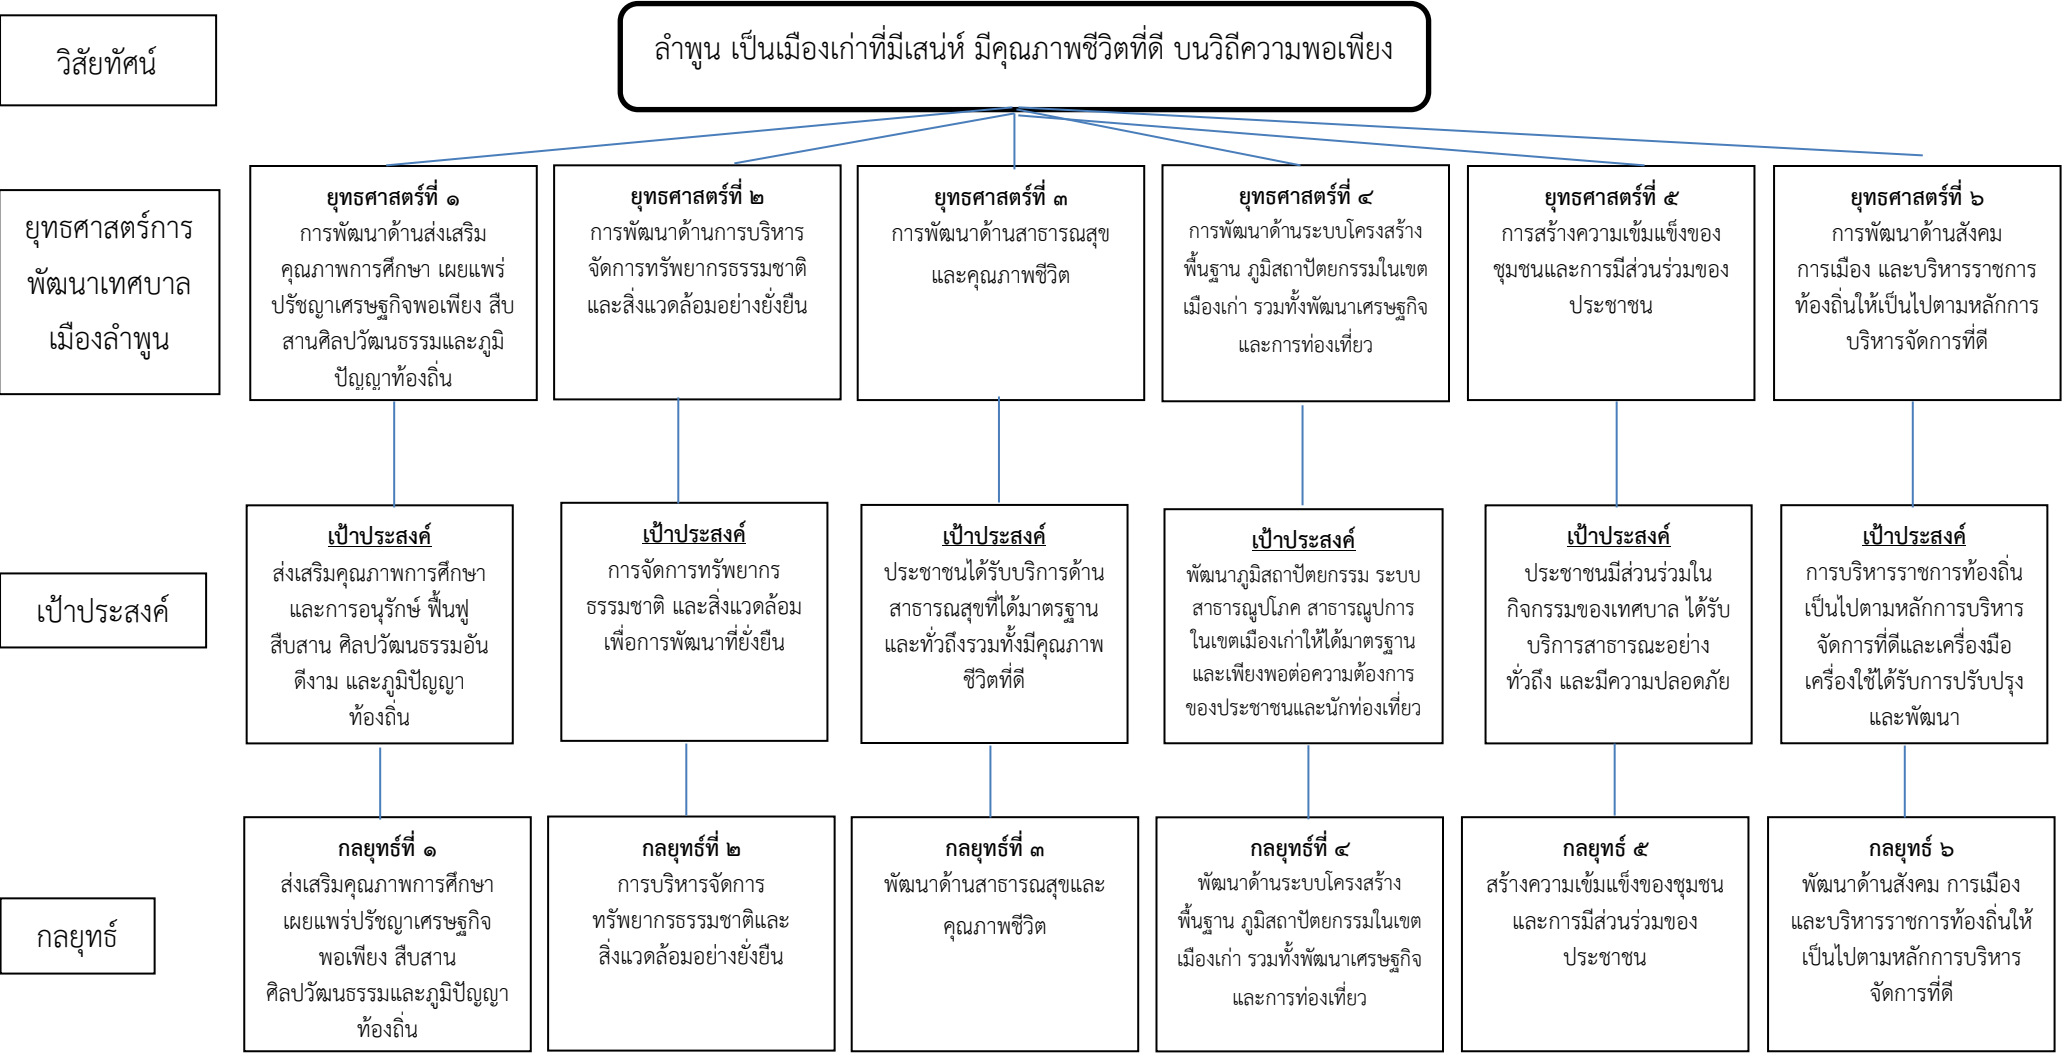 วิสัยทัศน์
ลำพูน เป็นเมืองเก่าที่มีเสน่ห์ มีคุณภาพชีวิตที่ดี บนวิถีความพอเพียง
ยุทธศาสตร์การ
พัฒนาเทศบาล
เมืองลำพูน
ยุทธศาสตร์ที่ ๑
การพัฒนาด้านส่งเสริม
คุณภาพการศึกษา เผยแพร่
ปรัชญาเศรษฐกิจพอเพียง สืบ
สานศิลปวัฒนธรรมและภูมิ
ปัญญาท้องถิ่น
ยุทธศาสตร์ที่ ๒
การพัฒนาด้านการบริหาร
จัดการทรัพยากรธรรมชาติ
และสิ่งแวดล้อมอย่างยั่งยืน
ยุทธศาสตร์ที่ ๓
การพัฒนาด้านสาธารณสุข
และคุณภาพชีวิต
ยุทธศาสตร์ที่ ๔
การพัฒนาด้านระบบโครงสร้าง
พื้นฐาน ภูมิสถาปัตยกรรมในเขต
เมืองเก่า รวมทั้งพัฒนาเศรษฐกิจ
และการท่องเที่ยว
ยุทธศาสตร์ที่ ๕
การสร้างความเข้มแข็งของ
ชุมชนและการมีส่วนร่วมของ
ประชาชน
ยุทธศาสตร์ที่ ๖
การพัฒนาด้านสังคม
การเมือง และบริหารราชการ
ท้องถิ่นให้เป็นไปตามหลักการ
บริหารจัดการที่ดี
เป้าประสงค์
เป้าประสงค์
ส่งเสริมคุณภาพการศึกษา
และการอนุรักษ์ ฟื้นฟู
สืบสาน ศิลปวัฒนธรรมอัน
ดีงาม และภูมิปัญญา
ท้องถิ่น
เป้าประสงค์
การจัดการทรัพยากร
ธรรมชาติ และสิ่งแวดล้อม
เพื่อการพัฒนาที่ยั่งยืน
เป้าประสงค์
ประชาชนได้รับบริการด้าน
สาธารณสุขที่ได้มาตรฐาน
และทั่วถึงรวมทั้งมีคุณภาพ
ชีวิตที่ดี
เป้าประสงค์
พัฒนาภูมิสถาปัตยกรรม ระบบ
สาธารณูปโภค สาธารณูปการ
ในเขตเมืองเก่าให้ได้มาตรฐาน
และเพียงพอต่อความต้องการ
ของประชาชนและนักท่องเที่ยว
เป้าประสงค์
ประชาชนมีส่วนร่วมใน
กิจกรรมของเทศบาล ได้รับ
บริการสาธารณะอย่าง
ทั่วถึง และมีความปลอดภัย
เป้าประสงค์
การบริหารราชการท้องถิ่น
เป็นไปตามหลักการบริหาร
จัดการที่ดีและเครื่องมือ
เครื่องใช้ได้รับการปรับปรุง
และพัฒนา
กลยุทธ์
กลยุทธ์ที่ ๑
ส่งเสริมคุณภาพการศึกษา
เผยแพร่ปรัชญาเศรษฐกิจ
พอเพียง สืบสาน
ศิลปวัฒนธรรมและภูมิปัญญา
ท้องถิ่น
กลยุทธ์ที่ ๒
การบริหารจัดการ
ทรัพยากรธรรมชาติและ
สิ่งแวดล้อมอย่างยั่งยืน
กลยุทธ์ที่ ๓
พัฒนาด้านสาธารณสุขและ
คุณภาพชีวิต
กลยุทธ์ที่ ๔
พัฒนาด้านระบบโครงสร้าง
พื้นฐาน ภูมิสถาปัตยกรรมในเขต
เมืองเก่า รวมทั้งพัฒนาเศรษฐกิจ
และการท่องเที่ยว
กลยุทธ์ ๕
สร้างความเข้มแข็งของชุมชน
และการมีส่วนร่วมของ
ประชาชน
กลยุทธ์ ๖
พัฒนาด้านสังคม การเมือง
และบริหารราชการท้องถิ่นให้
เป็นไปตามหลักการบริหาร
จัดการที่ดี